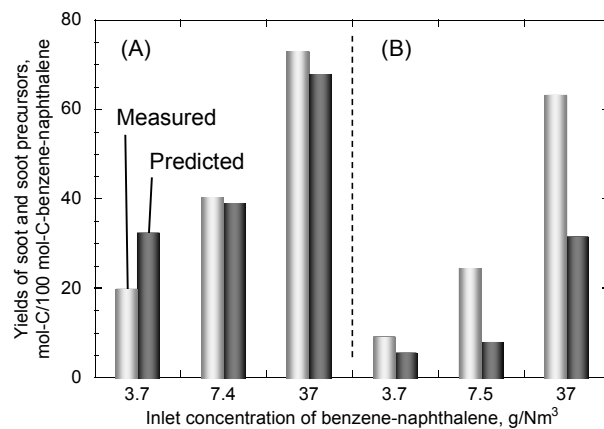 Yields of soot and soot precursors,
mol-C/100 mol-C-benzene-naphthalene
80
60
40
20
0
(A)
(B)
Measured
Predicted
3.7 7.4 37 3.7 7.5 37
Inlet concentration of benzene-naphthalene, g/Nm³